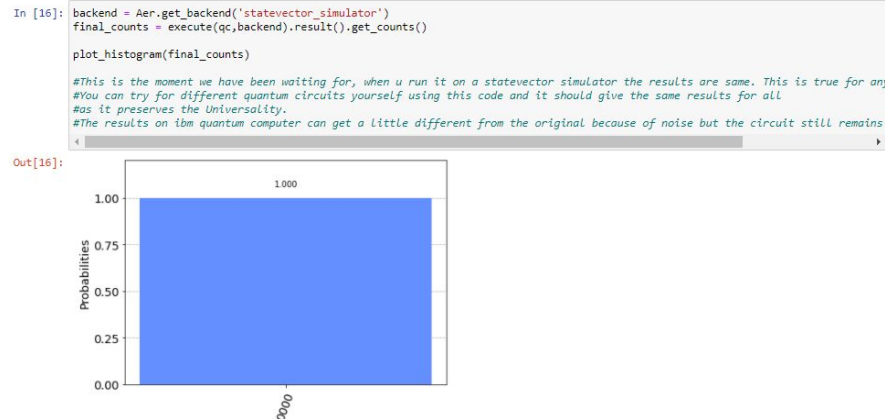 In [16]: backend = Aer.get_backend('statevector_simulator')
final_counts = execute(qc,backend).result().get_counts()
plot_histogram(final_counts)
#This is the moment we have been waiting for, when u run it on a statevector simulator the results are same. This is true for any
#You can try for different quantum circuits yourself using this code and it should give the same results for all
#as it preserves the Universality.
#The results on ibm quantum computer can get a little different from the original because of noise but the circuit still remains
Out[16]:
1.000
1.00
0.75
0.50
0.25
0.00
Probabilities